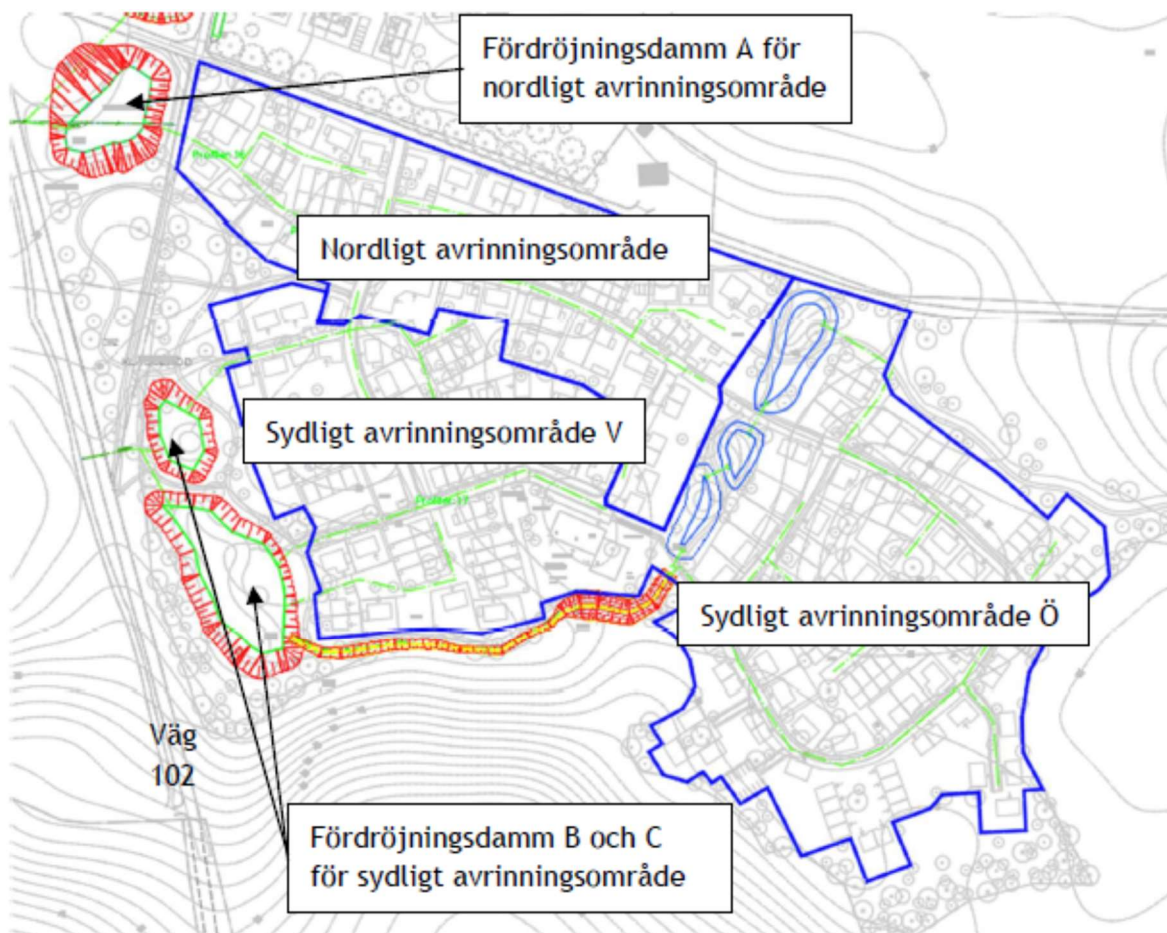 Fördröjningsdamm A för
nordligt avrinningsområde
Nordligt avrinningsområde
Sydligt avrinningsområde V
Sydligt avrinningsområde Ö
Väg
102
Fördröjningsdamm B och C
för sydligt avrinningsområde